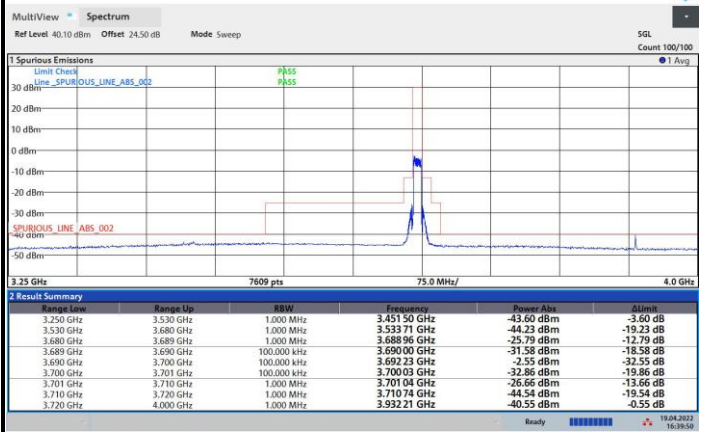 MultiView Spectrum
Ref Level 40.10 dBm Offset 24.50 dB Mode Sweep SGL
Count 100/100
1 Spurious Emissions 1 Avg
Limit Check PASS
Line _SPURIOUS_LINE_ABS_002 PASS
30 dBm
20 dBm
10 dBm
0 dBm
-10 dBm
-20 dBm
-30 dBm
SPURIOUS_LINE_ABS_002
-40 dBm
-50 dBm
3.25 GHz 7609 pts 75.0 MHz/ 4.0 GHz
2 Result Summary
Range Low Range Up RBW Frequency Power Abs ΔLimit
3.250 GHz 3.530 GHz 1.000 MHz 3.451 50 GHz -43.60 dBm -3.60 dB
3.530 GHz 3.680 GHz 1.000 MHz 3.533 71 GHz -44.23 dBm -19.23 dB
3.680 GHz 3.689 GHz 1.000 MHz 3.688 96 GHz -25.79 dBm -12.79 dB
3.689 GHz 3.690 GHz 100.000 kHz 3.690 00 GHz -31.58 dBm -18.58 dB
3.690 GHz 3.700 GHz 100.000 kHz 3.692 23 GHz -2.55 dBm -32.55 dB
3.700 GHz 3.701 GHz 100.000 kHz 3.700 03 GHz -32.86 dBm -19.86 dB
3.701 GHz 3.710 GHz 1.000 MHz 3.701 04 GHz -26.66 dBm -13.66 dB
3.710 GHz 3.720 GHz 1.000 MHz 3.710 74 GHz -44.54 dBm -19.54 dB
3.720 GHz 4.000 GHz 1.000 MHz 3.932 21 GHz -40.55 dBm -0.55 dB
Ready 19.04.2022
16:39:50